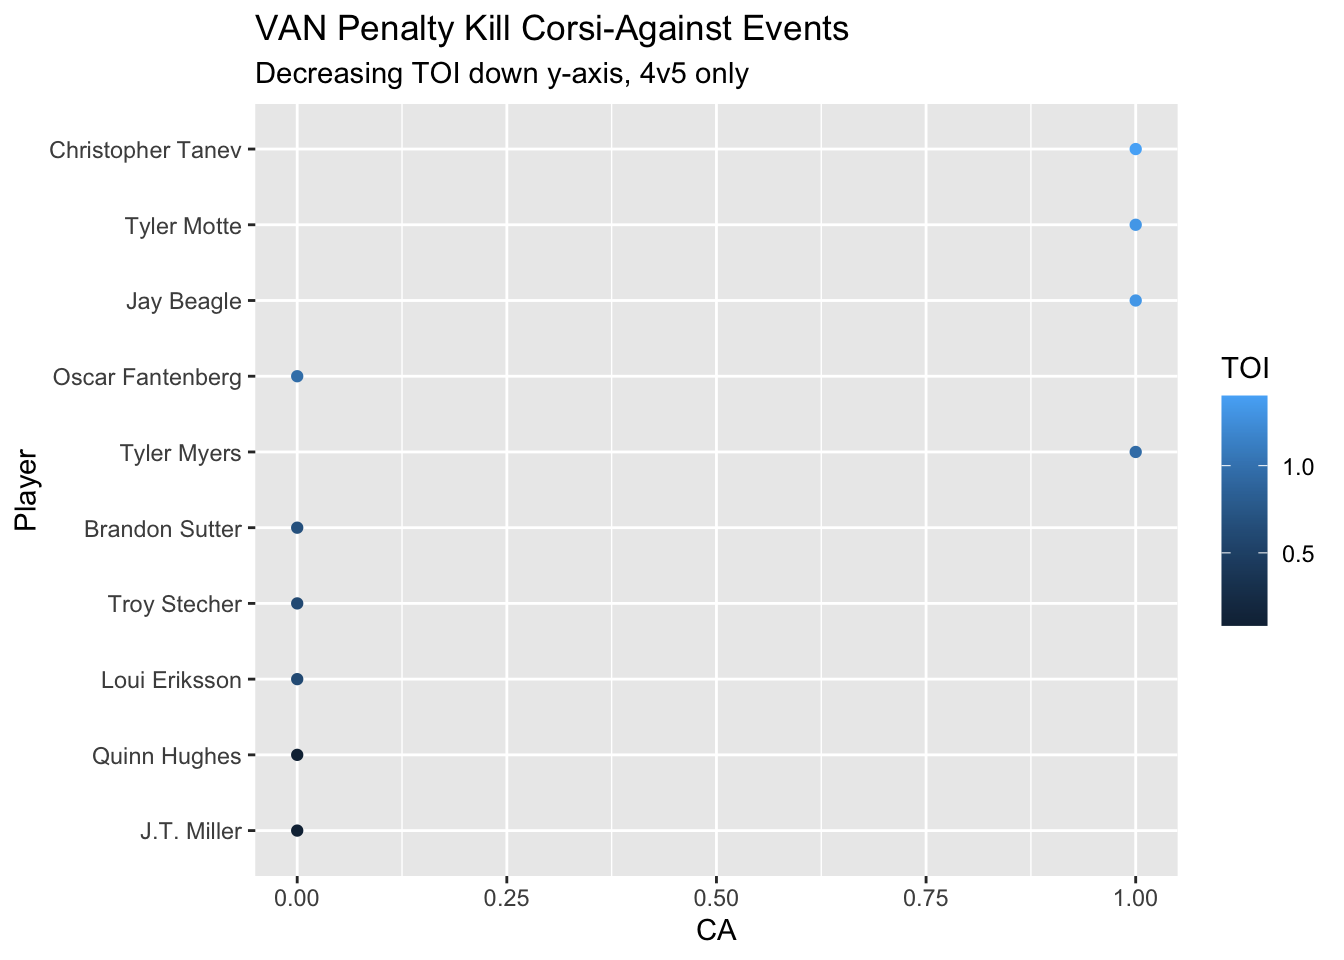 VAN Penalty Kill Corsi-Against Events
Decreasing TOI down y-axis, 4v5 only
Player
Christopher Tanev
Tyler Motte
Jay Beagle
Oscar Fantenberg
Tyler Myers
Brandon Sutter
Troy Stecher
Loui Eriksson
Quinn Hughes
J.T. Miller
0.00 0.25 0.50 0.75 1.00
CA
TOI
1.0
0.5